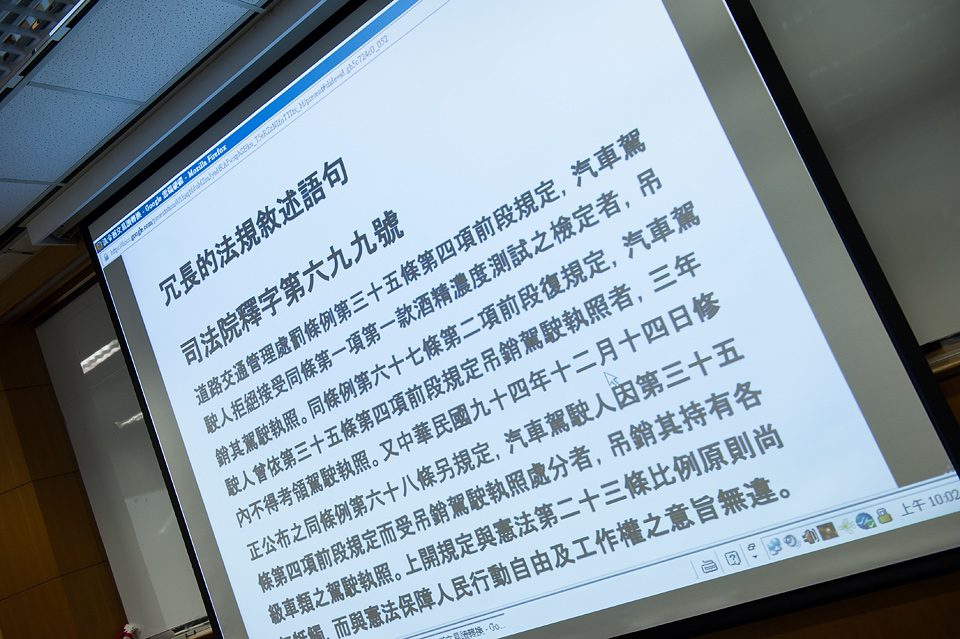 Mozilla Firefox
冗長的法規敘述語句
司法院釋字第六九九號
道路交通管理處罰條例第三十五條第四項前段規定，汽車駕
駛人拒絕接受同條第一項第一款酒精濃度測試之檢定者，吊
銷其駕駛執照。同條例第六十七條第二項前段復規定，汽車駕
駛人曾依第三十五條第四項前段規定吊銷駕駛執照者，三年
內不得考領駕駛執照。又中華民國九十四年十二月十四日修
正公布之同條例第六十八條另規定，汽車駕駛人因第三十五
條第四項前段規定而受吊銷駕駛執照處分者，吊銷其持有各
級車類之駕駛執照。上開規定與憲法第二十三條比例原則尚
，而與憲法保障人民行動自由及工作權之意旨無違。
上午 10:02